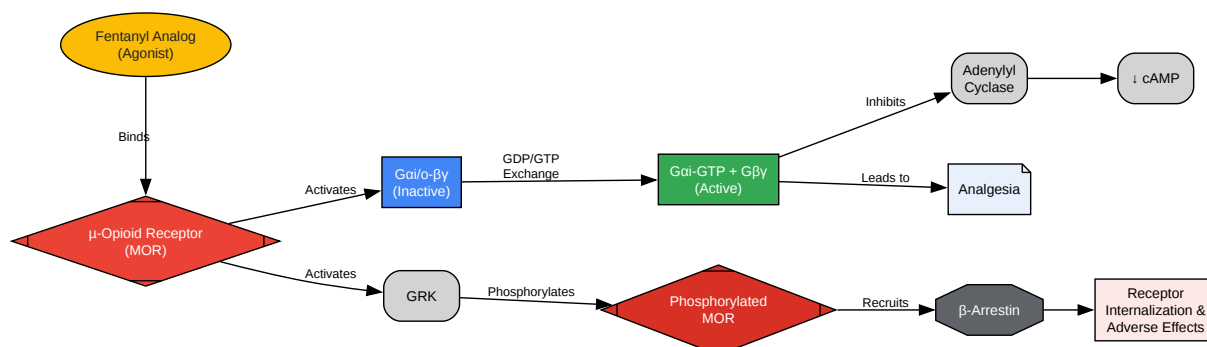 Fentanyl Analog
(Agonist)
Binds
µ-Opioid Receptor
(MOR)
Activates
Gαi/o-βγ
(Inactive)
GDP/GTP
Exchange
Gαi-GTP + Gβγ
(Active)
Inhibits
Adenylyl
Cyclase
↓ cAMP
Leads to
Analgesia
Activates
GRK
Phosphorylates
Phosphorylated
MOR
Recruits
β-Arrestin
Receptor
Internalization &
Adverse Effects